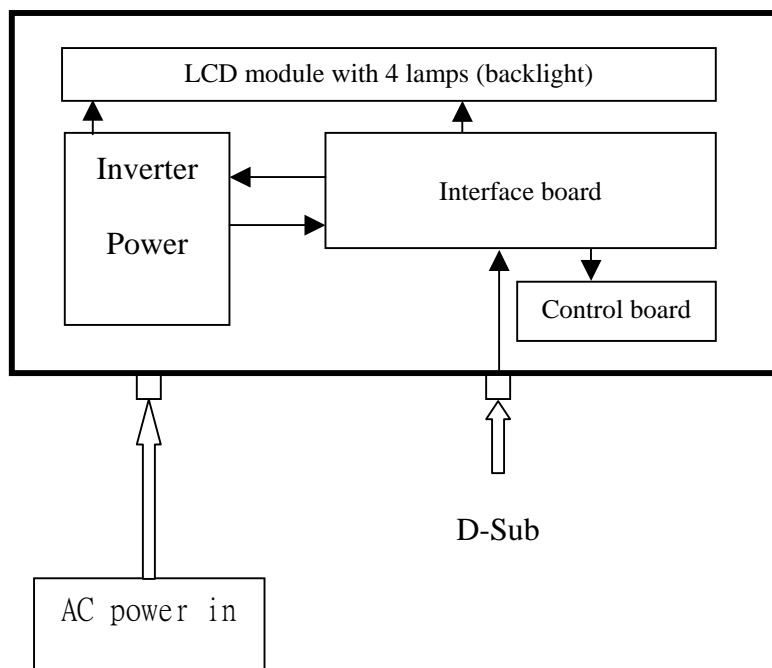 LCD module with 4 lamps (backlight)
Inverter
Power
Interface board
Control board
D-Sub
AC power in